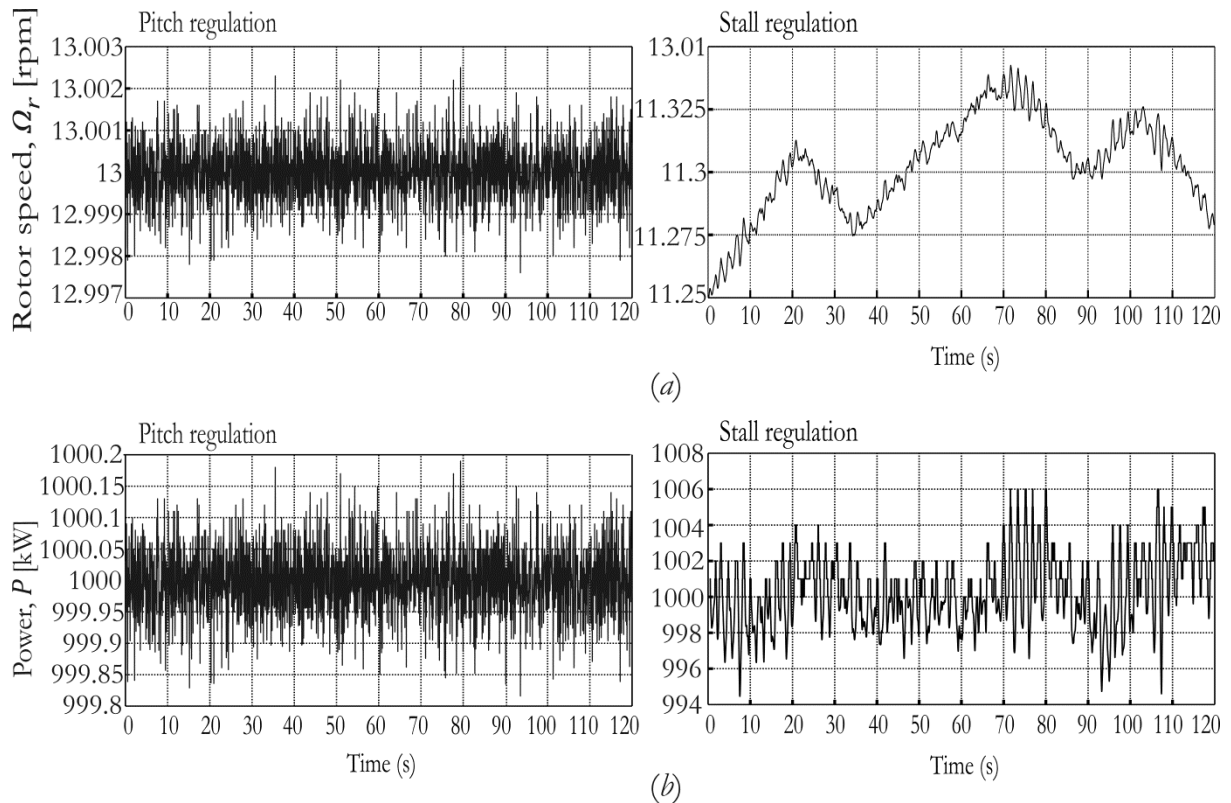 Pitch regulation
Rotor speed, Ωr [rpm]
13.003
13.002
13.001
13
12.999
12.998
12.997
0 10 20 30 40 50 60 70 80 90 100 110 120
Stall regulation
13.01
11.325
11.3
11.275
11.25
0 10 20 30 40 50 60 70 80 90 100 110 120
Time (s)
(a)
Pitch regulation
Power, P [kW]
1000.2
1000.15
1000.1
1000.05
1000
999.95
999.9
999.85
999.8
0 10 20 30 40 50 60 70 80 90 100 110 120
Time (s)
Stall regulation
1008
1006
1004
1002
1000
998
996
994
0 10 20 30 40 50 60 70 80 90 100 110 120
Time (s)
(b)